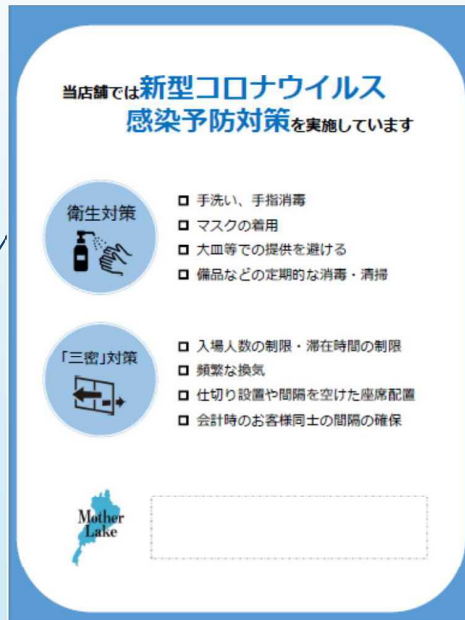 当店舗では新型コロナウイルス
感染予防対策を実施しています
衛生対策
□ 手洗い、手指消毒
□ マスクの着用
□ 大皿等での提供を避ける
□ 備品などの定期的な消毒・清掃
「三密」対策
□ 入場人数の制限・滞在時間の制限
□ 頻繁な換気
□ 仕切り設置や間隔を空けた座席配置
□ 会計時のお客様同士の間隔の確保
Mother
Lake